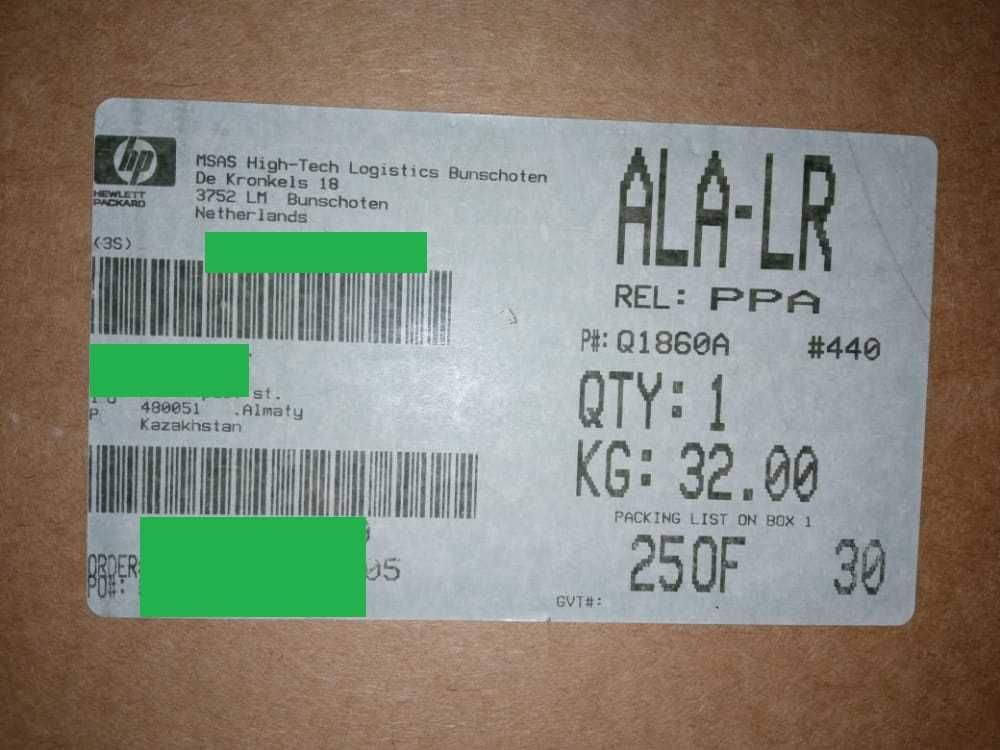 hp
HEWLETT
PACKARD
MSAS High-Tech Logistics Bunschoten
De Kronkels 18
3752 LM Bunschoten
Netherlands
(3S)
st.
P
480051 .Almaty
Kazakhstan
ORDER
PO#:
05
ALA-LR
REL: PPA
P#: Q1860A #440
QTY: 1
KG: 32.00
PACKING LIST ON BOX 1
25OF 30
GVT#: